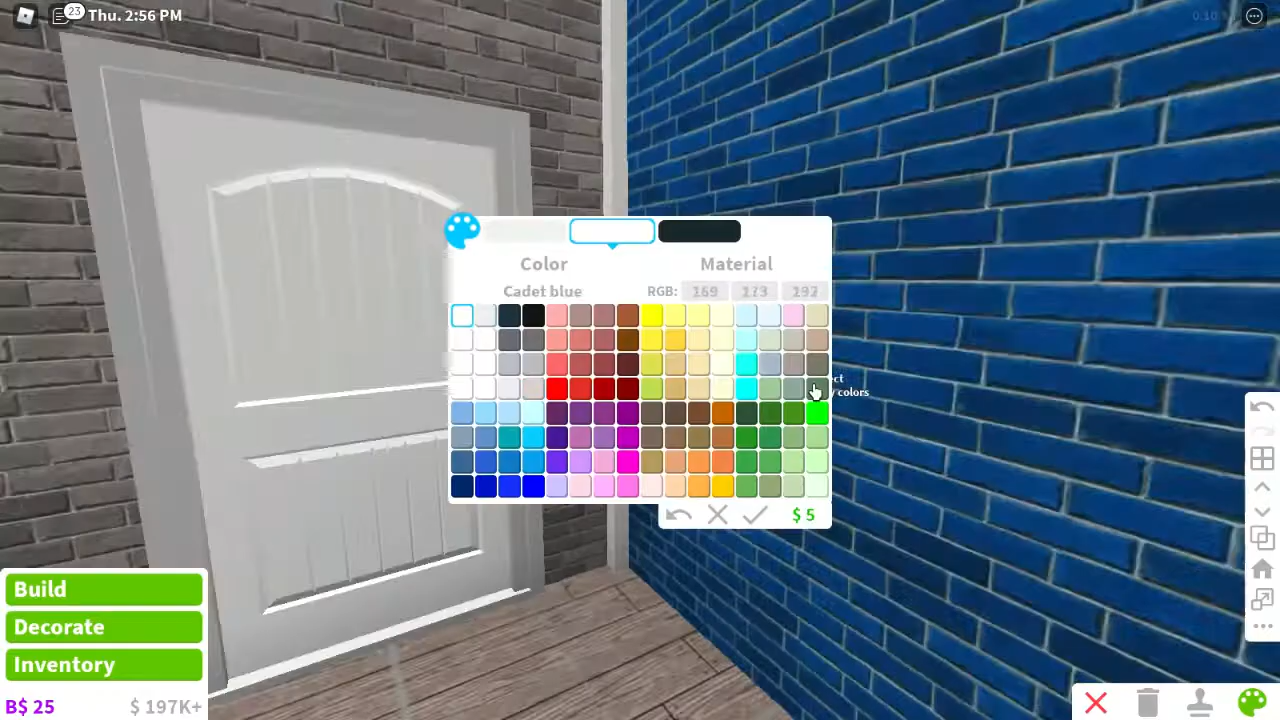 23 Thu. 2:56 PM
Color
Material
Cadet blue
RGB: 169 173 192
colors
$ 5
Build
Decorate
Inventory
B$ 25
$ 197K+